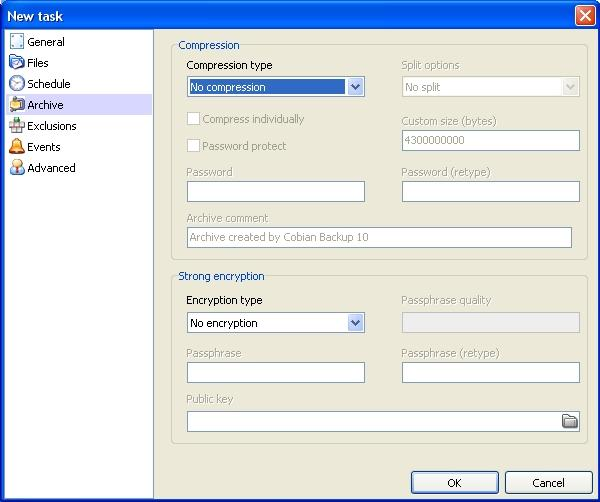 New task
General
Files
Schedule
Archive
Exclusions
Events
Advanced
Compression
Compression type
Split options
No compression
No split
Compress individually
Custom size (bytes)
Password protect
4300000000
Password
Password (retype)
Archive comment
Archive created by Cobian Backup 10
Strong encryption
Encryption type
Passphrase quality
No encryption
Passphrase
Passphrase (retype)
Public key
OK
Cancel